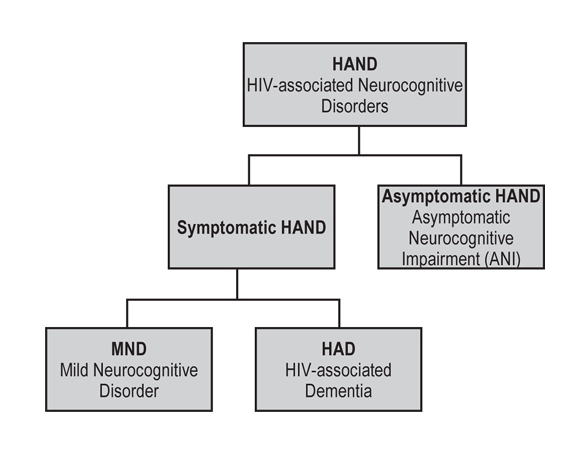 HAND
HIV-associated Neurocognitive
Disorders
Symptomatic HAND
Asymptomatic HAND
Asymptomatic
Neurocognitive
Impairment (ANI)
MND
Mild Neurocognitive
Disorder
HAD
HIV-associated
Dementia